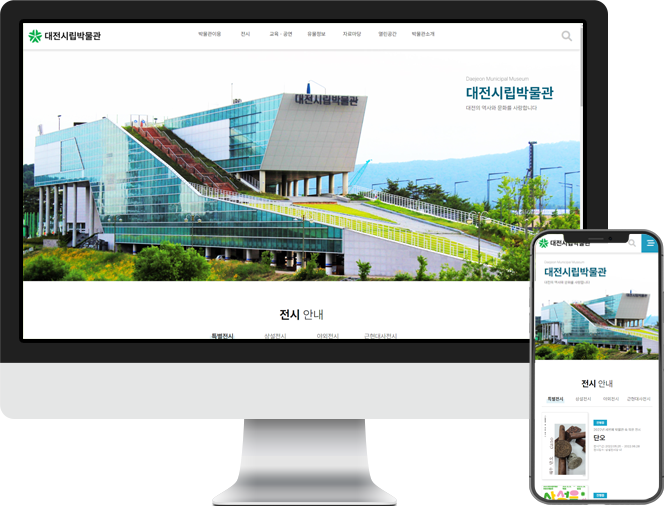 대전시립박물관
박물관이용 전시 교육·공연 유물정보 자료마당 열린공간 박물관소개
대전시립박물관
Daejeon Municipal Museum
대전시립박물관
대전의 역사와 문화를 사랑합니다
전시 안내
특별전시 상설전시 야외전시 근현대사전시
대전시립박물관
Daejeon Municipal Museum
대전시립박물관
대전의 역사와 문화를 사랑합니다
대전시립박물관
전시 안내
특별전시 상설전시 야외전시 근현대사전시
단오